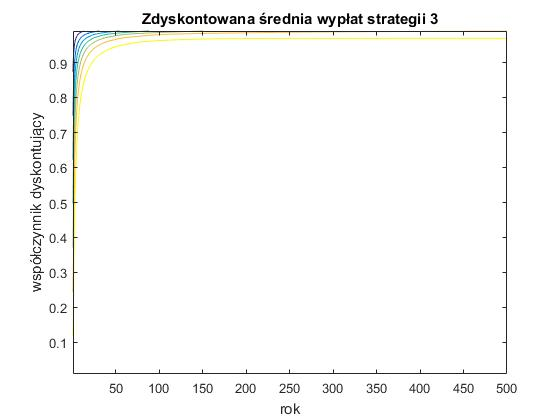 Zdyskontowana średnia wypłat strategii 3
współczynnik dyskontujący
0.9
0.8
0.7
0.6
0.5
0.4
0.3
0.2
0.1
50 100 150 200 250 300 350 400 450 500
rok